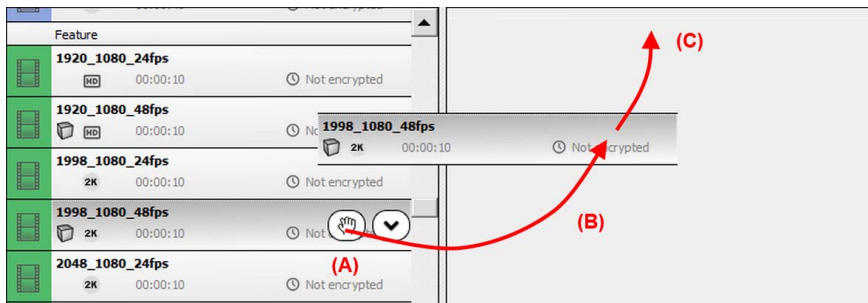 Feature
1920_1080_24fps
HD 00:00:10 Not encrypted
1920_1080_48fps
HD 00:00:10
1998_1080_48fps
2K 00:00:10 Not encrypted
1998_1080_24fps
2K 00:00:10 Not encrypted
1998_1080_48fps
2K 00:00:10 Not
2048_1080_24fps
2K 00:00:10 Not encrypted
(A)
(B)
(C)